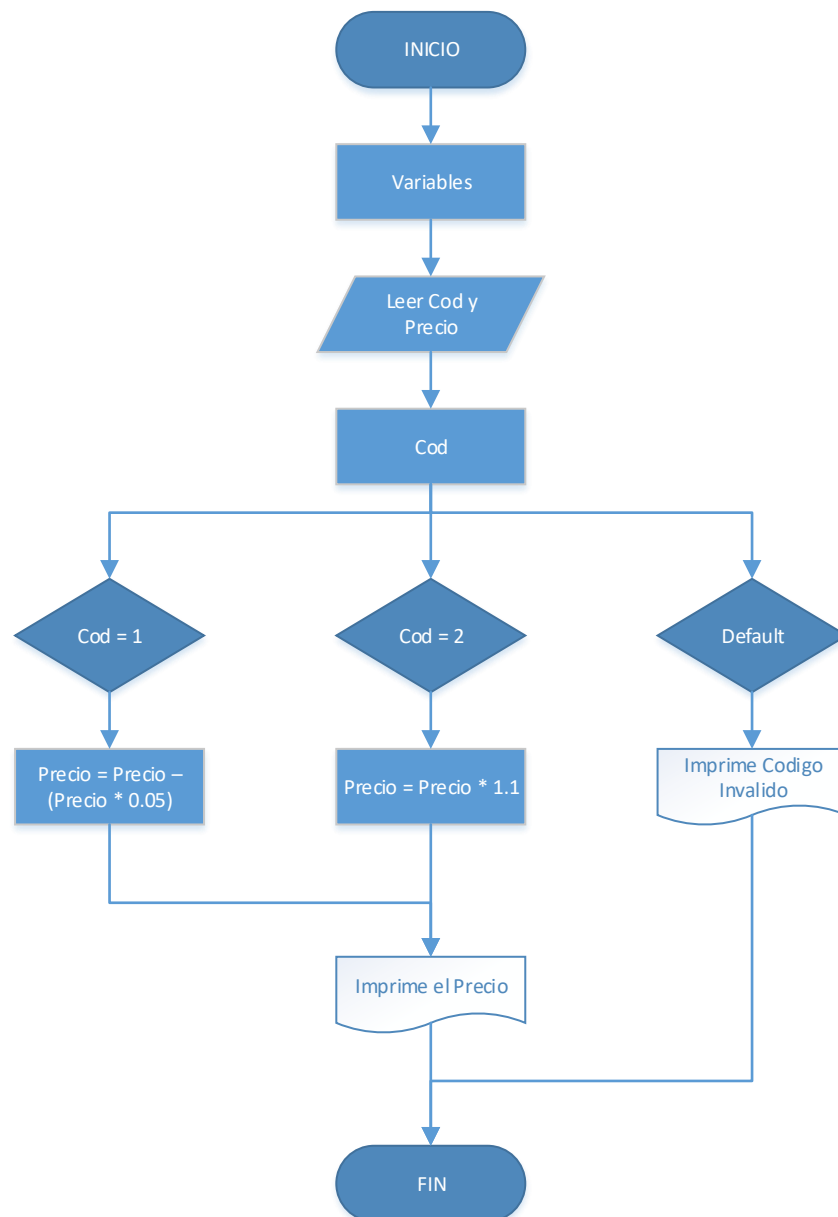 INICIO
Variables
Leer Cod y
Precio
Cod
Cod = 1
Cod = 2
Default
Precio = Precio –
(Precio * 0.05)
Precio = Precio * 1.1
Imprime Codigo
Invalido
Imprime el Precio
FIN